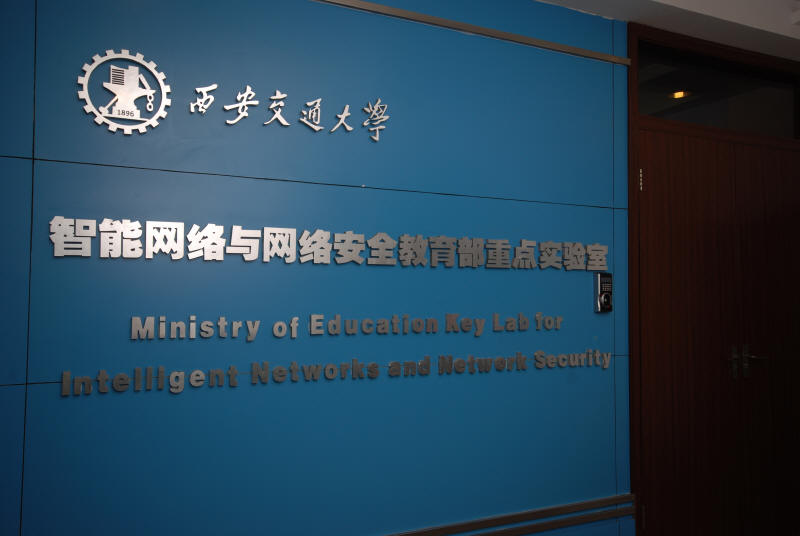 1896
西安交通大學
智能网络与网络安全教育部重点实验室
Ministry of Education Key Lab for
Intelligent Networks and Network Security